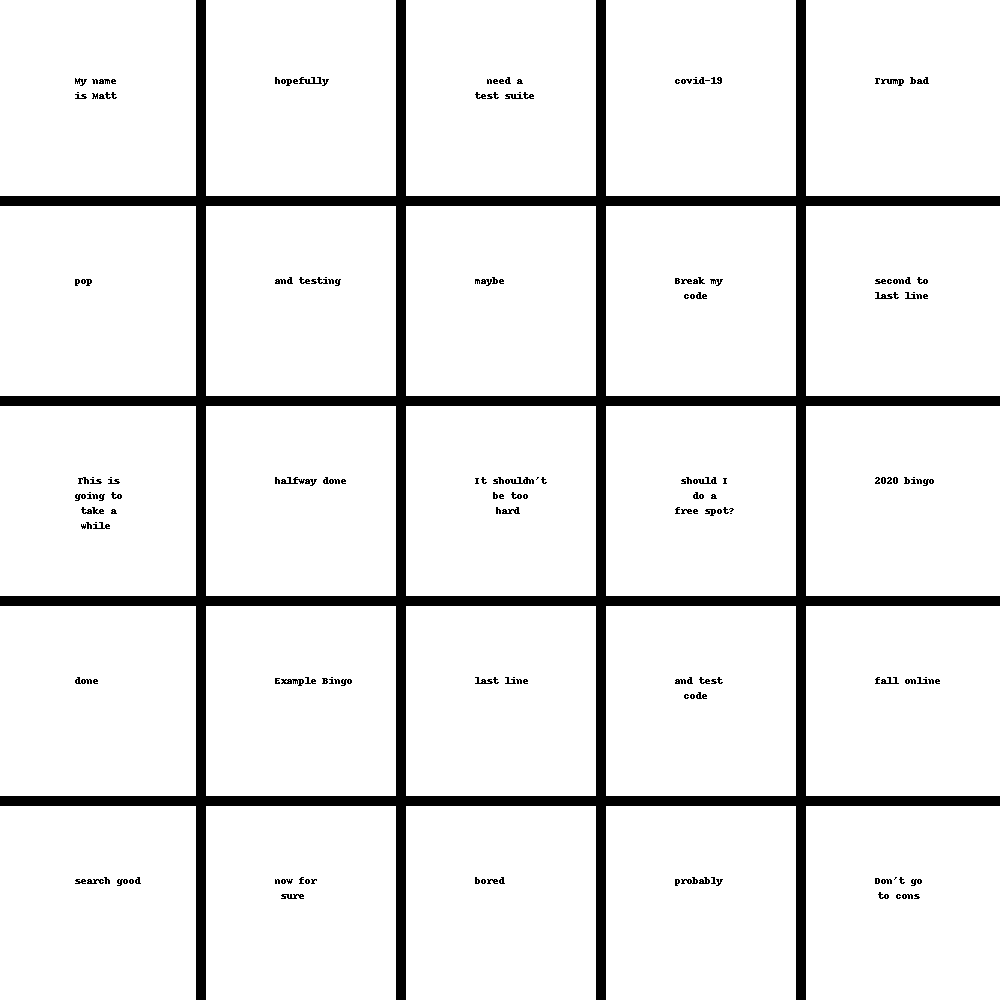 My name
is Matt
hopefully
need a
test suite
covid-19
Trump bad
pop
and testing
maybe
Break my
code
second to
last line
This is
going to
take a
while
halfway done
It shouldn't
be too
hard
should I
do a
free spot?
2020 bingo
done
Example Bingo
last line
and test
code
fall online
search good
now for
sure
bored
probably
Don't go
to cons